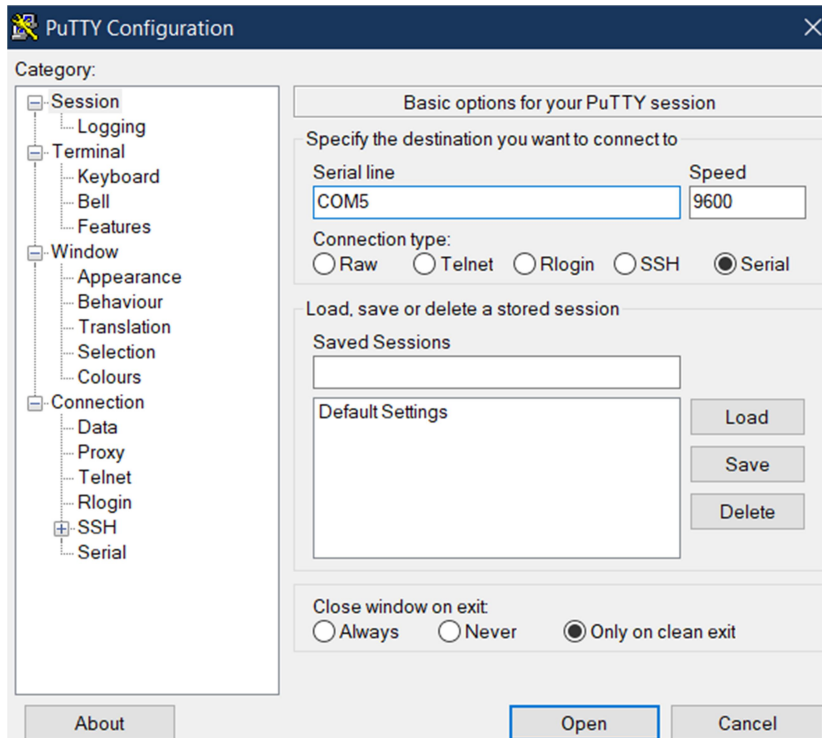 PuTTY Configuration
Category:
Session
Logging
Terminal
Keyboard
Bell
Features
Window
Appearance
Behaviour
Translation
Selection
Colours
Connection
Data
Proxy
Telnet
Rlogin
SSH
Serial
Basic options for your PuTTY session
Specify the destination you want to connect to
Serial line Speed
COM5 9600
Connection type:
Raw Telnet Rlogin SSH Serial
Load, save or delete a stored session
Saved Sessions
Default Settings
Load
Save
Delete
Close window on exit:
Always Never Only on clean exit
About Open Cancel